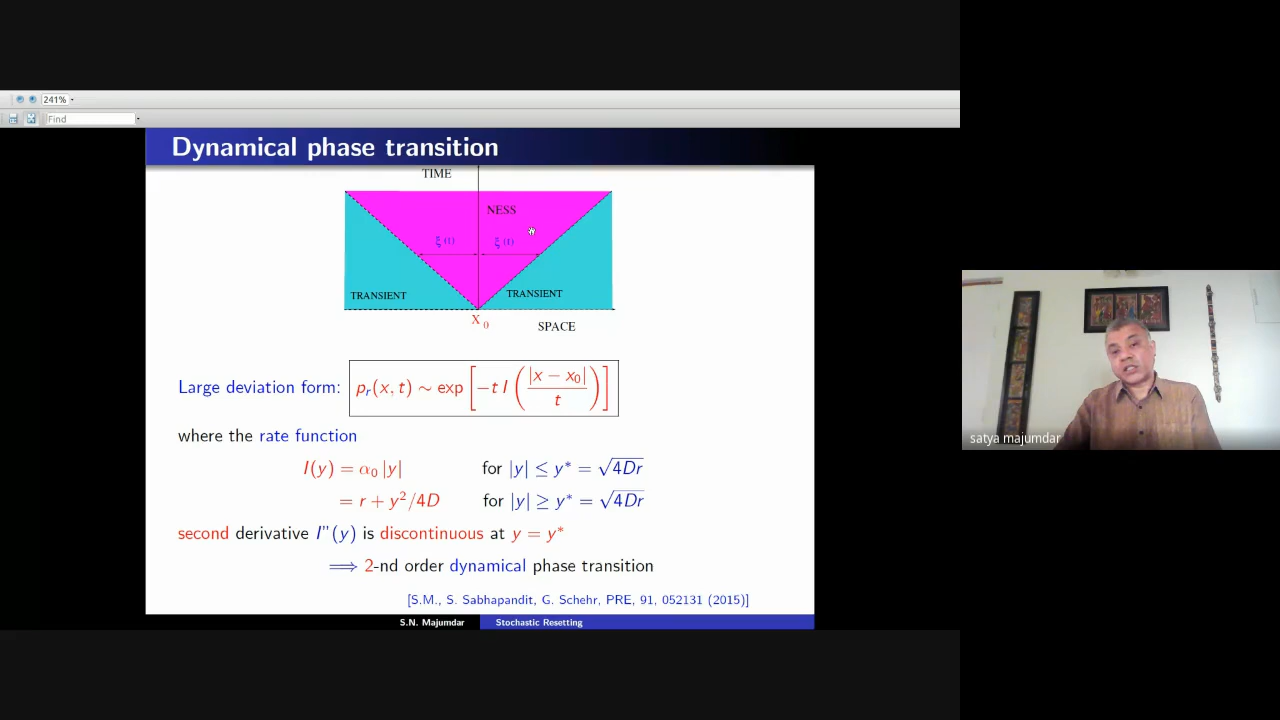 241%
Find
Dynamical phase transition
TIME
NESS
ξ (t) ξ (t)
TRANSIENT TRANSIENT
X₀
SPACE
Large deviation form: pᵣ(x, t) ∼ exp [−t I (|x − x₀| / t)]
where the rate function
I(y) = α₀ |y| for |y| ≤ y* = √4Dr
= r + y²/4D for |y| ≥ y* = √4Dr
second derivative I''(y) is discontinuous at y = y*
⟹ 2-nd order dynamical phase transition
[S.M., S. Sabhapandit, G. Schehr, PRE, 91, 052131 (2015)]
S.N. Majumdar Stochastic Resetting
satya majumdar